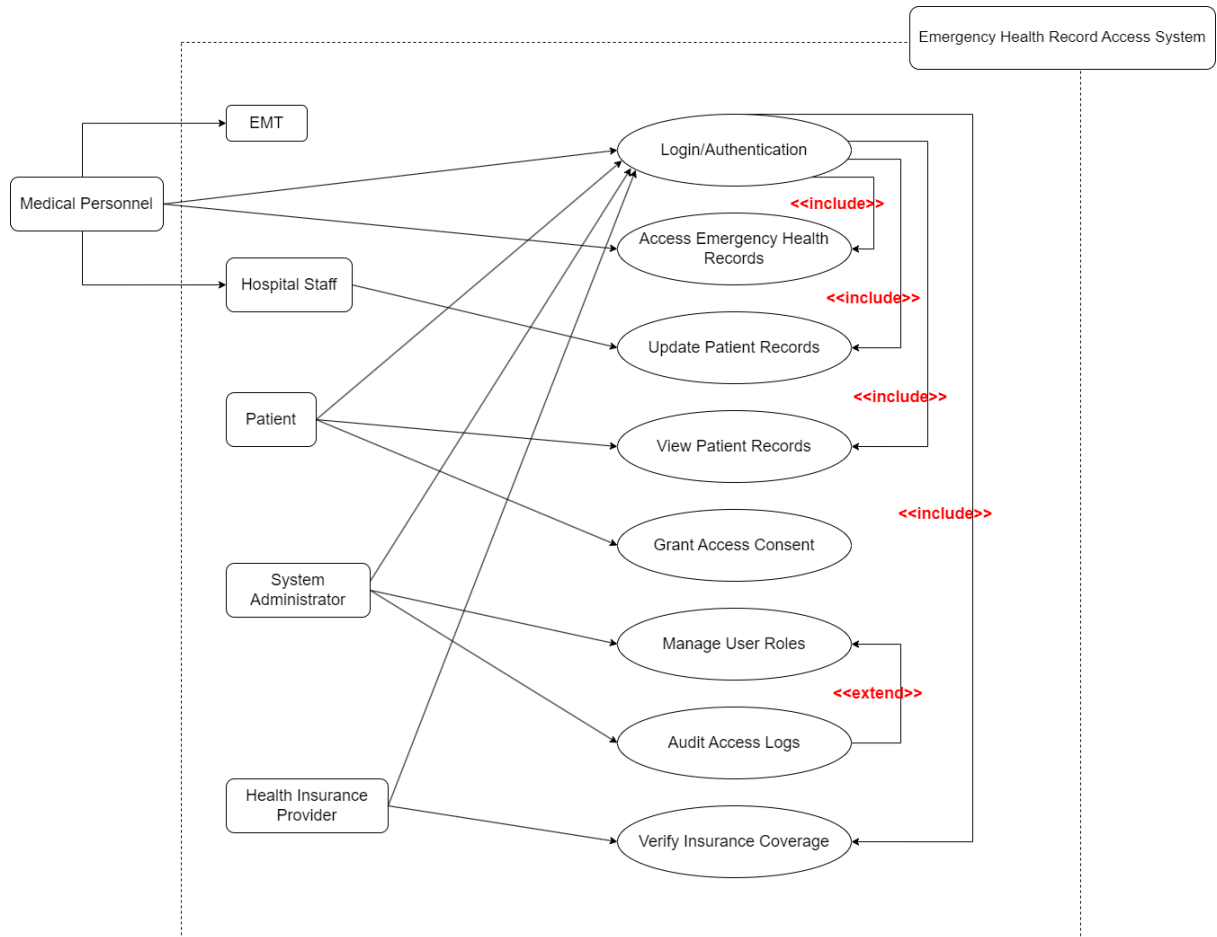 Emergency Health Record Access System
EMT
Login/Authentication
Medical Personnel
<<include>>
Access Emergency Health
Records
Hospital Staff
<<include>>
Update Patient Records
<<include>>
Patient
View Patient Records
<<include>>
Grant Access Consent
System
Administrator
Manage User Roles
<<extend>>
Audit Access Logs
Health Insurance
Provider
Verify Insurance Coverage